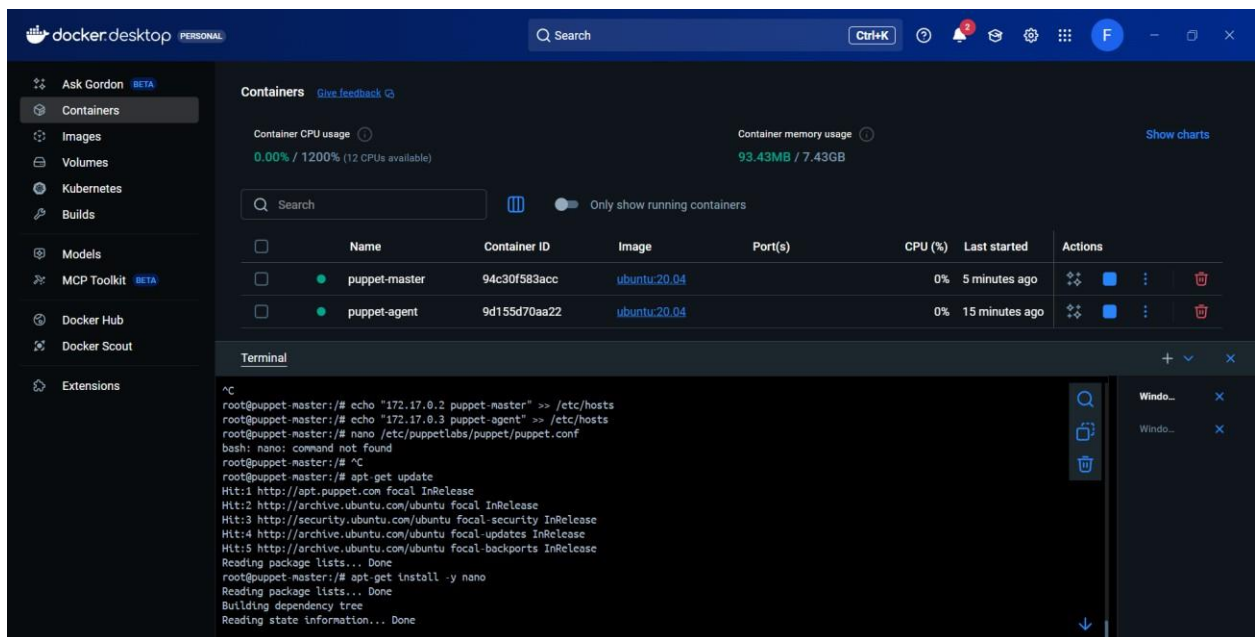 docker.desktop PERSONAL
Search
Ctrl+K
2
F
Ask Gordon BETA
Containers
Images
Volumes
Kubernetes
Builds
Models
MCP Toolkit BETA
Docker Hub
Docker Scout
Extensions
Containers Give feedback
Container CPU usage
0.00% / 1200% (12 CPUs available)
Container memory usage
93.43MB / 7.43GB
Show charts
Search
Only show running containers
Name Container ID Image Port(s) CPU (%) Last started Actions
puppet-master 94c30f583acc ubuntu:20.04 0% 5 minutes ago
puppet-agent 9d155d70aa22 ubuntu:20.04 0% 15 minutes ago
Terminal
^C
root@puppet-master:/# echo "172.17.0.2 puppet-master" >> /etc/hosts
root@puppet-master:/# echo "172.17.0.3 puppet-agent" >> /etc/hosts
root@puppet-master:/# nano /etc/puppetlabs/puppet/puppet.conf
bash: nano: command not found
root@puppet-master:/# ^C
root@puppet-master:/# apt-get update
Hit:1 http://apt.puppet.com focal InRelease
Hit:2 http://archive.ubuntu.com/ubuntu focal InRelease
Hit:3 http://security.ubuntu.com/ubuntu focal-security InRelease
Hit:4 http://archive.ubuntu.com/ubuntu focal-updates InRelease
Hit:5 http://archive.ubuntu.com/ubuntu focal-backports InRelease
Reading package lists... Done
root@puppet-master:/# apt-get install -y nano
Reading package lists... Done
Building dependency tree
Reading state information... Done
Windo...
Windo...